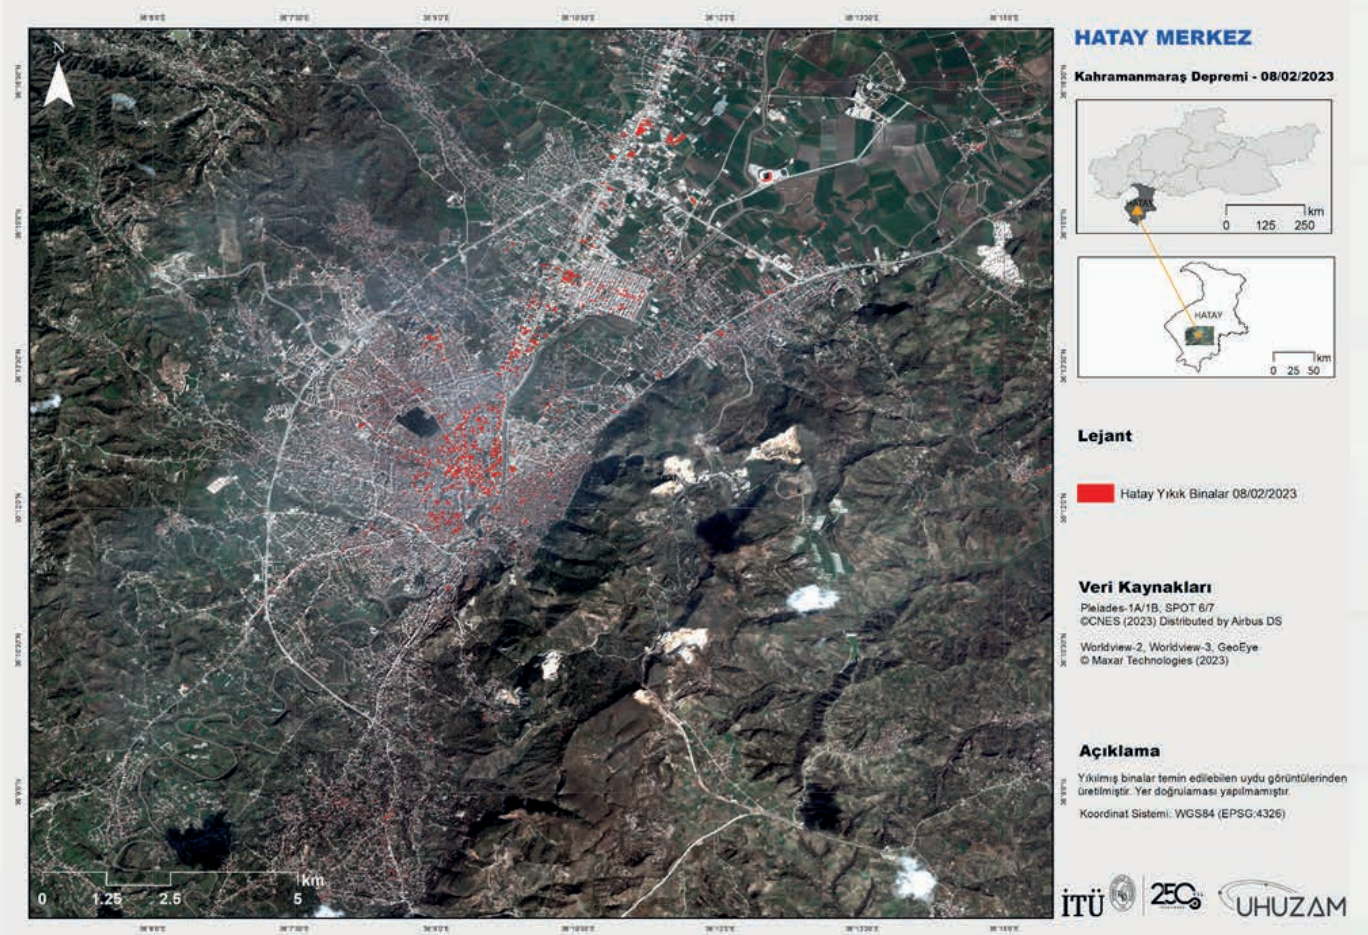 HATAY MERKEZ
Kahramanmaraş Depremi - 08/02/2023
HATAY
km
0 125 250
HATAY
km
0 25 50
Lejant
Hatay Yıkık Binalar 08/02/2023
Veri Kaynakları
Pleiades-1A/1B, SPOT 6/7
©CNES (2023) Distributed by Airbus DS
Worldview-2, Worldview-3, GeoEye
© Maxar Technologies (2023)
Açıklama
Yıkılmış binalar temin edilebilen uydu görüntülerinden
üretilmiştir. Yer doğrulaması yapılmamıştır.
Koordinat Sistemi: WGS84 (EPSG:4326)
N
km
0 1.25 2.5 5
İTÜ
250
UHUZAM